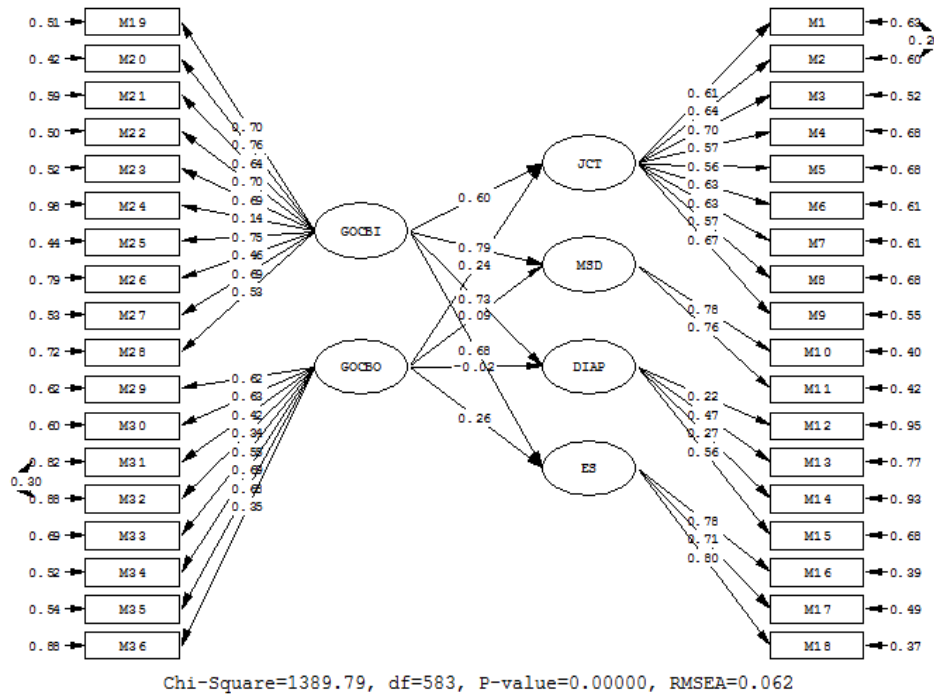 0.51 M19
0.42 M20
0.59 M21
0.50 M22
0.52 M23
0.98 M24
0.44 M25
0.79 M26
0.53 M27
0.72 M28
0.62 M29
0.60 M30
0.82 M31
0.30
0.88 M32
0.69 M33
0.52 M34
0.54 M35
0.88 M36
0.70
0.76
0.64
0.70
0.69
0.14
0.75
0.46
0.69
0.53
0.62
0.63
0.42
0.34
0.69
0.68
0.35
GOCBI
GOCBO
0.60
0.79
0.24
0.73
0.09
0.68
-0.02
0.26
JCT
MSD
DIAP
ES
0.61
0.64
0.70
0.57
0.56
0.63
0.63
0.57
0.67
0.78
0.76
0.22
0.47
0.27
0.56
0.78
0.71
0.80
M1 0.63
M2 0.60
M3 0.52
M4 0.68
M5 0.68
M6 0.61
M7 0.61
M8 0.68
M9 0.55
M10 0.40
M11 0.42
M12 0.95
M13 0.77
M14 0.93
M15 0.68
M16 0.39
M17 0.49
M18 0.37
Chi-Square=1389.79, df=583, P-value=0.00000, RMSEA=0.062